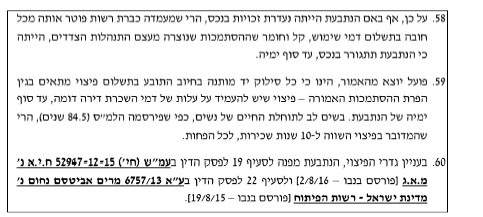 58. על כן, אף באם הנתבעת הייתה נעדרת זכויות בנכס, הרי שמעמדה כברת רשות פוטר אותה מכל
חובה בתשלום דמי שימוש, קל וחומר שההסתמכות שנוצרה מעצם התנהלות הצדדים, הייתה
כי הנתבעת תתגורר בנכס, עד סוף ימיה.
59. פועל יוצא מהאמור, הינו כי כל סילוק יד מותנה בחיוב התובע בתשלום פיצוי מתאים בגין
הפרת ההסתמכות האמורה – פיצוי שיש להעמיד על עלות של דמי השכרת דירה דומה, עד סוף
ימיה של הנתבעת. בשים לב לתוחלת החיים של נשים, כפי שפירסמה הלמ״ס (84.5 שנים), הרי
שהמדובר בפיצוי השווה ל-10 שנות שכירות, לכל הפחות.
60. בעניין גדרי הפיצוי, הנתבעת מפנה לסעיף 19 לפסק הדין בעמ״ש (חי׳) 52947-12-15 ח.י.א נ׳
מ.א.ג [פורסם בנבו – 2/8/16] ולסעיף 22 לפסק הדין בע״א 6757/13 מרים אביטסם נחום נ׳
מדינת ישראל - רשות הפיתוח [פורסם בנבו – 19/8/15].